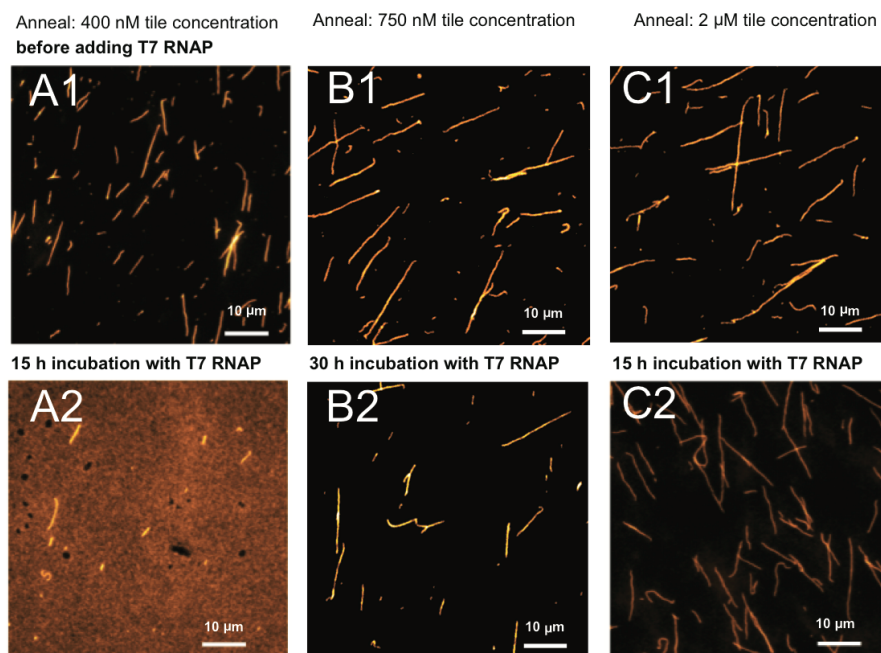 Anneal: 400 nM tile concentration
before adding T7 RNAP
Anneal: 750 nM tile concentration
Anneal: 2 µM tile concentration
A1
10 µm
B1
10 µm
C1
10 µm
15 h incubation with T7 RNAP
30 h incubation with T7 RNAP
15 h incubation with T7 RNAP
A2
10 µm
B2
10 µm
C2
10 µm